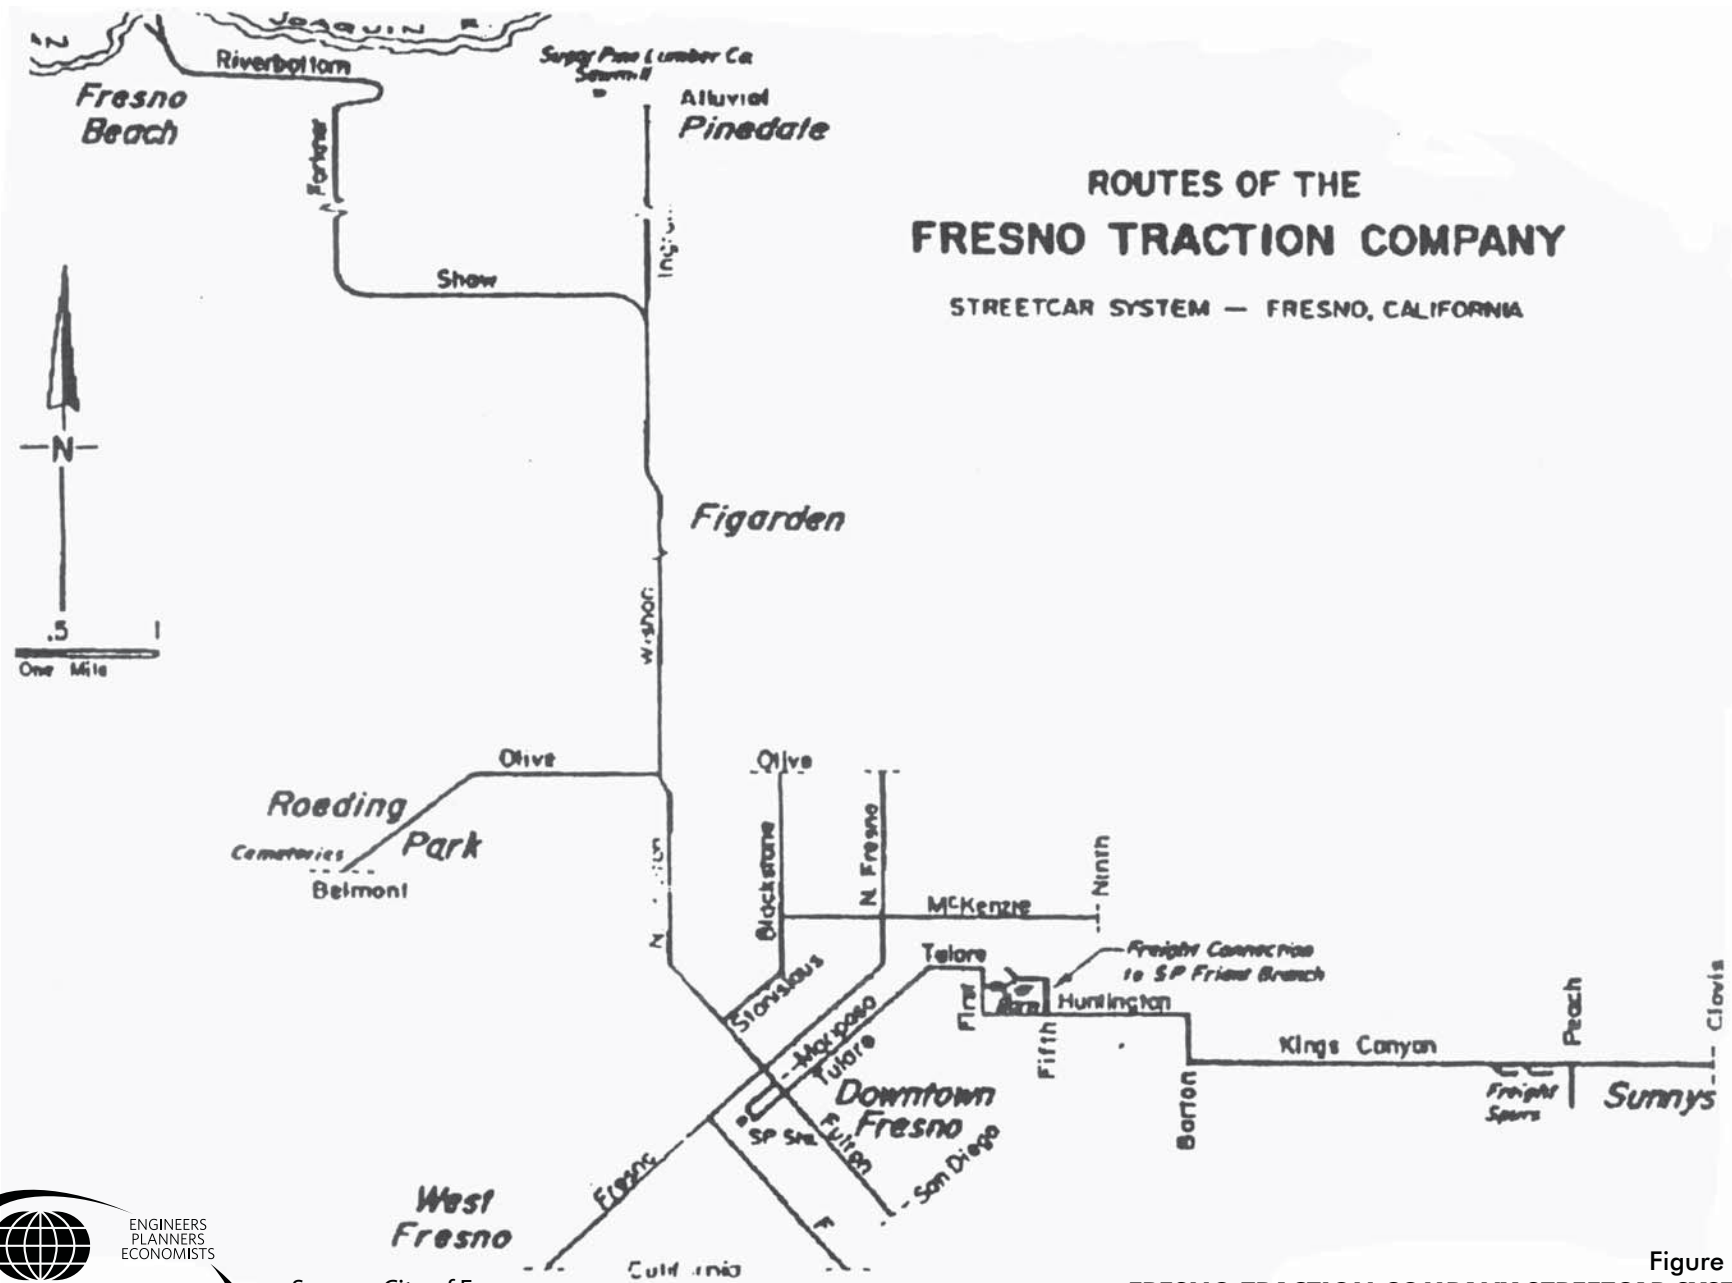 JOAQUIN R.
Riverbottom
Sugar Pine Lumber Co
Sawmill
Fresno
Beach
Alluvial
Pinedale
Forkner
ROUTES OF THE
FRESNO TRACTION COMPANY
STREETCAR SYSTEM — FRESNO, CALIFORNIA
Shaw
—N—
Figarden
.5 1
One Mile
Olive
Olive
Roeding
Park
Cemeteries
Belmont
Blackstone
N. Fresno
McKenzie
Ninth
N
Tulare
Freight Connection
to SP Friant Branch
Stanislaus
First
Barn
Huntington
Fifth
Mariposa
Tulare
Kings Canyon
Peach
Clovis
Barton
Freight
Spurs
Sunnys
Downtown
Fresno
SP Sta.
Fulton
San Diego
Fresno
F
West
Fresno
ENGINEERS
PLANNERS
ECONOMISTS
Figure